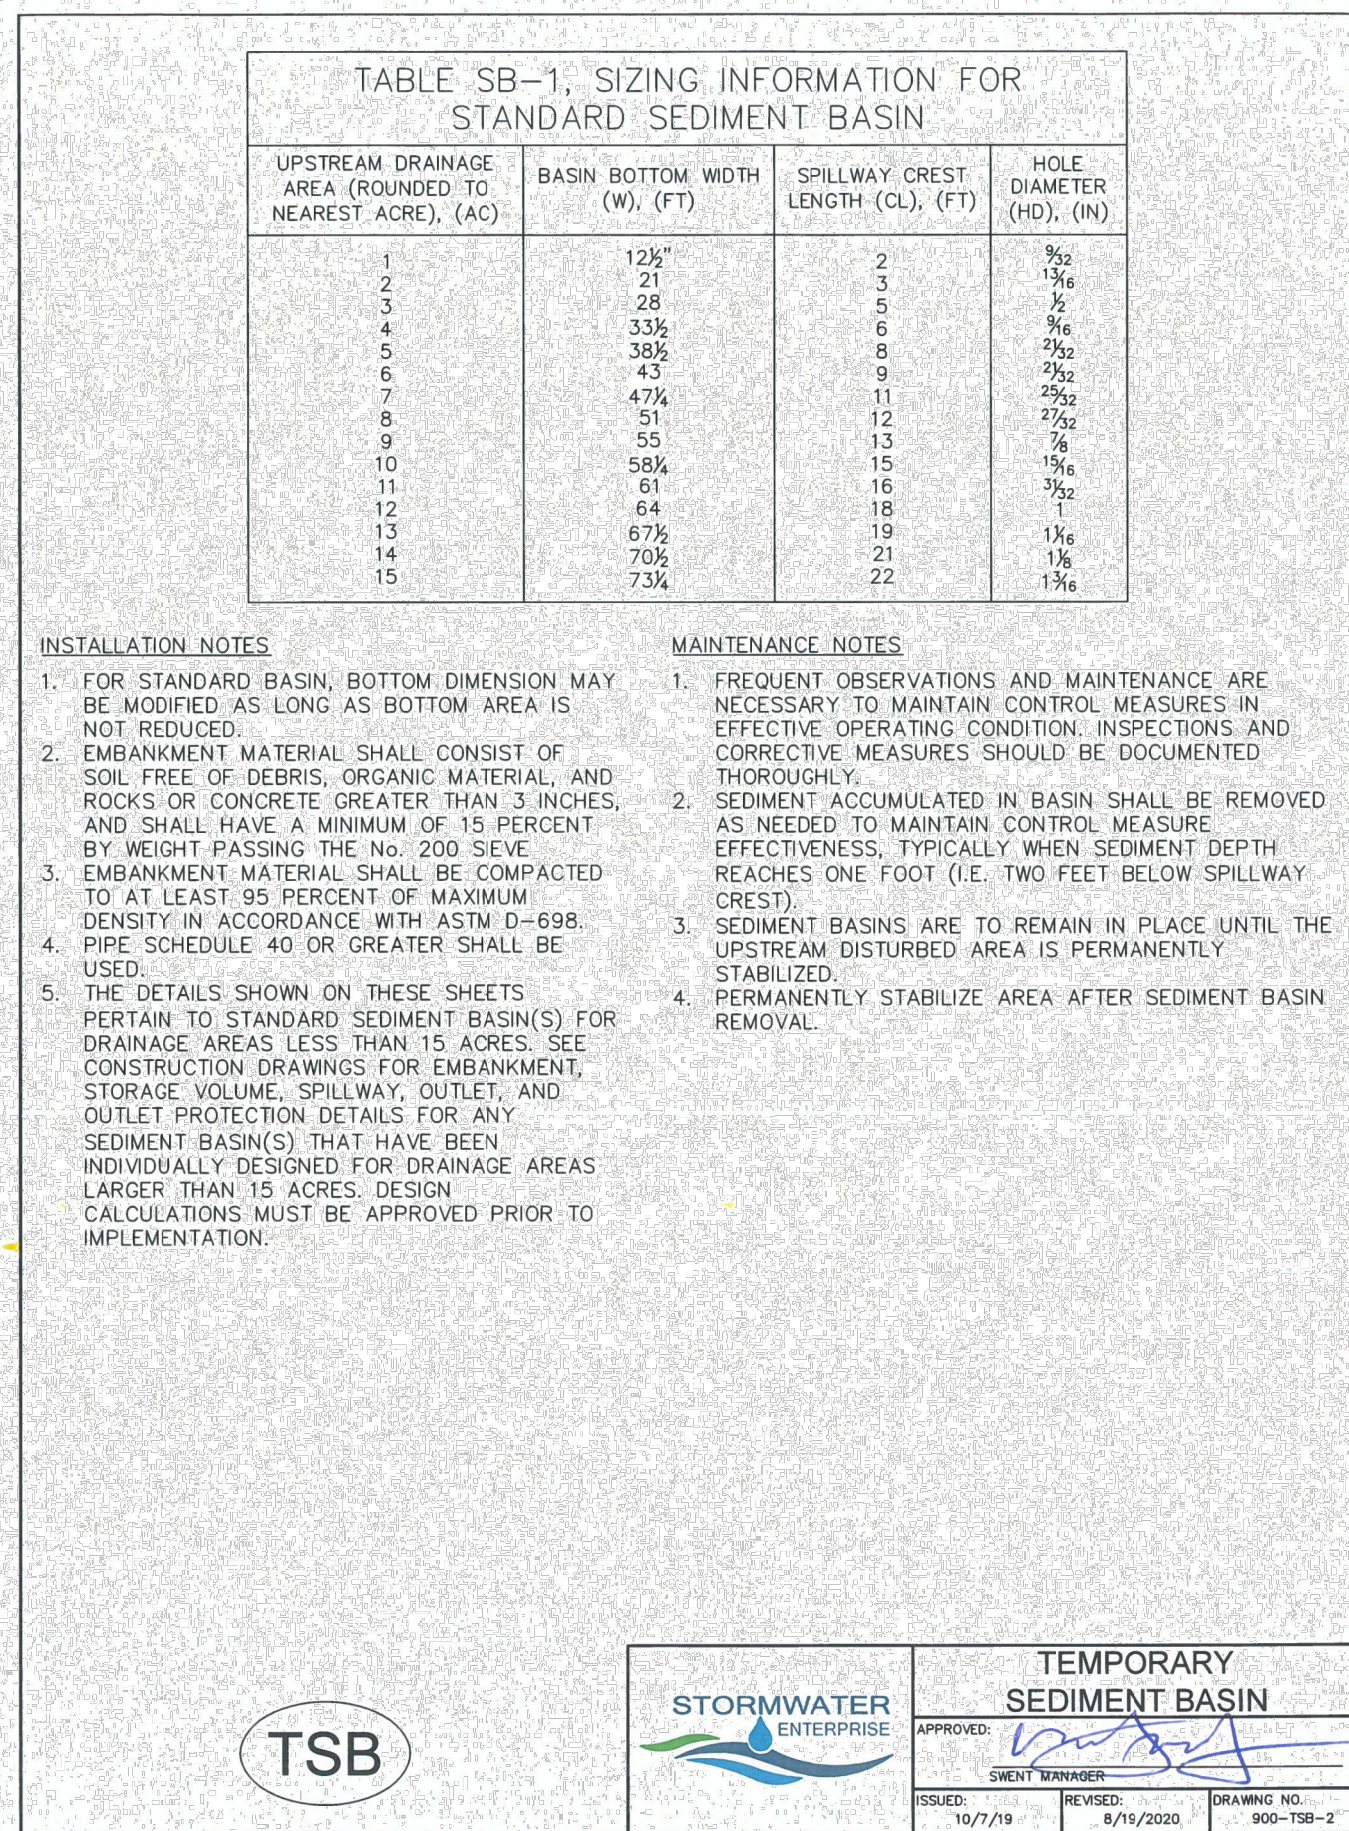 TABLE SB-1, SIZING INFORMATION FOR
STANDARD SEDIMENT BASIN
UPSTREAM DRAINAGE
AREA (ROUNDED TO
NEAREST ACRE), (AC)
BASIN BOTTOM WIDTH
(W), (FT)
SPILLWAY CREST
LENGTH (CL), (FT)
HOLE
DIAMETER
(HD), (IN)
1 12½" 2 9/32
2 21 3 13/16
3 28 5 ½
4 33½ 6 9/16
5 38½ 8 21/32
6 43 9 21/32
7 47¼ 11 25/32
8 51 12 27/32
9 55 13 ⅞
10 58¼ 15 15/16
11 61 16 31/32
12 64 18 1
13 67½ 19 1 1/16
14 70½ 21 1⅛
15 73¼ 22 1 3/16
INSTALLATION NOTES
1. FOR STANDARD BASIN, BOTTOM DIMENSION MAY
BE MODIFIED AS LONG AS BOTTOM AREA IS
NOT REDUCED.
2. EMBANKMENT MATERIAL SHALL CONSIST OF
SOIL FREE OF DEBRIS, ORGANIC MATERIAL, AND
ROCKS OR CONCRETE GREATER THAN 3 INCHES,
AND SHALL HAVE A MINIMUM OF 15 PERCENT
BY WEIGHT PASSING THE No. 200 SIEVE
3. EMBANKMENT MATERIAL SHALL BE COMPACTED
TO AT LEAST 95 PERCENT OF MAXIMUM
DENSITY IN ACCORDANCE WITH ASTM D-698.
4. PIPE SCHEDULE 40 OR GREATER SHALL BE
USED.
5. THE DETAILS SHOWN ON THESE SHEETS
PERTAIN TO STANDARD SEDIMENT BASIN(S) FOR
DRAINAGE AREAS LESS THAN 15 ACRES. SEE
CONSTRUCTION DRAWINGS FOR EMBANKMENT,
STORAGE VOLUME, SPILLWAY, OUTLET, AND
OUTLET PROTECTION DETAILS FOR ANY
SEDIMENT BASIN(S) THAT HAVE BEEN
INDIVIDUALLY DESIGNED FOR DRAINAGE AREAS
LARGER THAN 15 ACRES. DESIGN
CALCULATIONS MUST BE APPROVED PRIOR TO
IMPLEMENTATION.
MAINTENANCE NOTES
1. FREQUENT OBSERVATIONS AND MAINTENANCE ARE
NECESSARY TO MAINTAIN CONTROL MEASURES IN
EFFECTIVE OPERATING CONDITION. INSPECTIONS AND
CORRECTIVE MEASURES SHOULD BE DOCUMENTED
THOROUGHLY.
2. SEDIMENT ACCUMULATED IN BASIN SHALL BE REMOVED
AS NEEDED TO MAINTAIN CONTROL MEASURE
EFFECTIVENESS, TYPICALLY WHEN SEDIMENT DEPTH
REACHES ONE FOOT (I.E. TWO FEET BELOW SPILLWAY
CREST).
3. SEDIMENT BASINS ARE TO REMAIN IN PLACE UNTIL THE
UPSTREAM DISTURBED AREA IS PERMANENTLY
STABILIZED.
4. PERMANENTLY STABILIZE AREA AFTER SEDIMENT BASIN
REMOVAL.
TSB
STORMWATER
ENTERPRISE
TEMPORARY
SEDIMENT BASIN
APPROVED:
SWENT MANAGER
ISSUED:
10/7/19
REVISED:
8/19/2020
DRAWING NO.
900-TSB-2